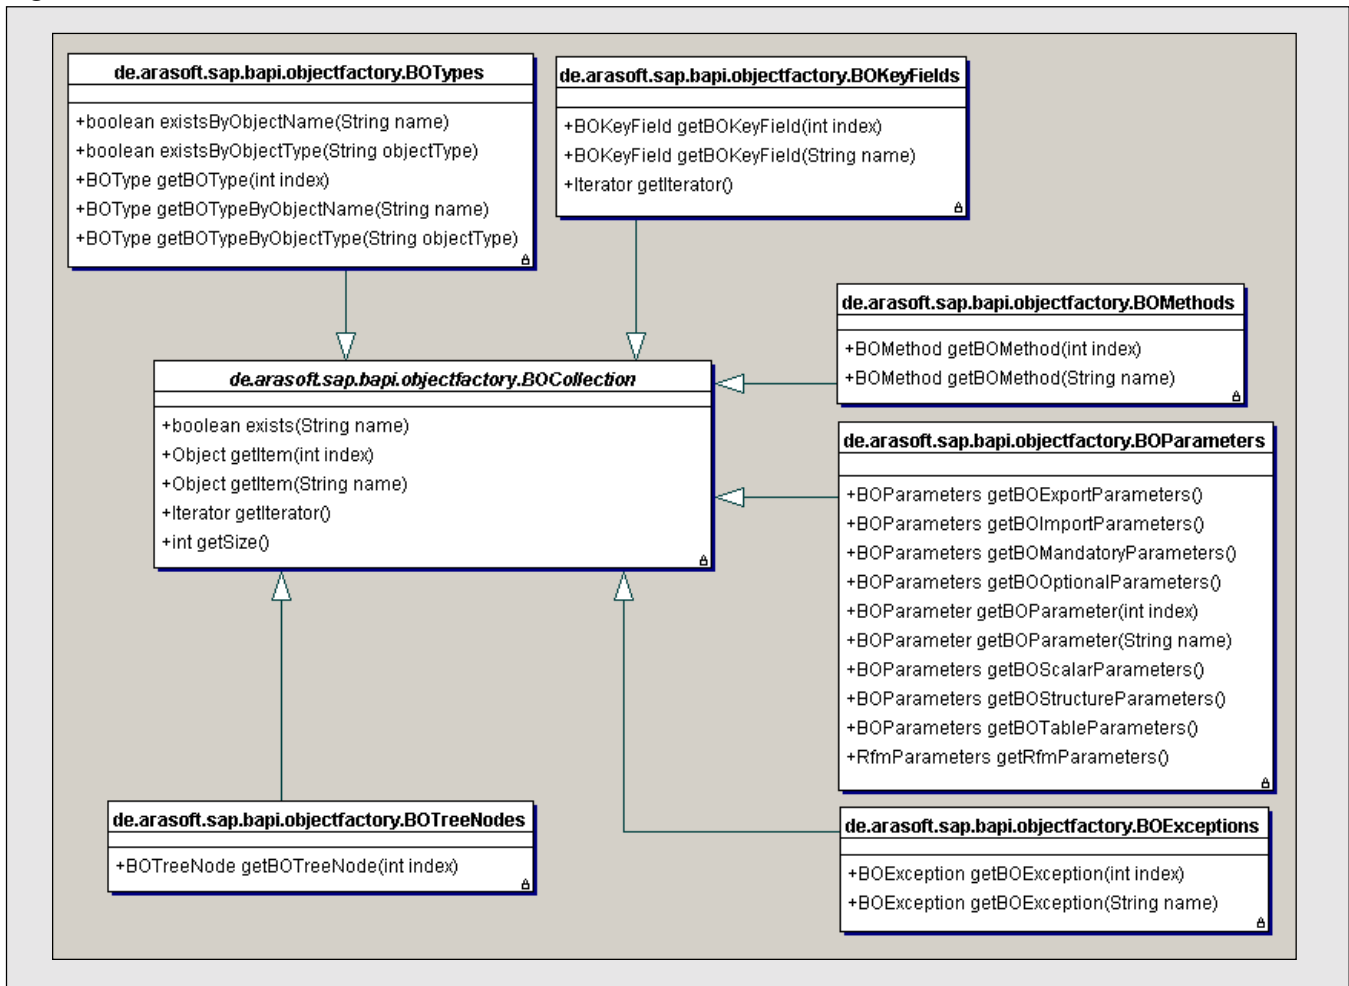 de.arasoft.sap.bapi.objectfactory.BOTypes
+boolean existsByObjectName(String name)
+boolean existsByObjectType(String objectType)
+BOType getBOType(int index)
+BOType getBOTypeByObjectName(String name)
+BOType getBOTypeByObjectType(String objectType)
de.arasoft.sap.bapi.objectfactory.BOKeyFields
+BOKeyField getBOKeyField(int index)
+BOKeyField getBOKeyField(String name)
+Iterator getIterator()
de.arasoft.sap.bapi.objectfactory.BOMethods
+BOMethod getBOMethod(int index)
+BOMethod getBOMethod(String name)
de.arasoft.sap.bapi.objectfactory.BOCollection
+boolean exists(String name)
+Object getItem(int index)
+Object getItem(String name)
+Iterator getIterator()
+int getSize()
de.arasoft.sap.bapi.objectfactory.BOParameters
+BOParameters getBOExportParameters()
+BOParameters getBOImportParameters()
+BOParameters getBOMandatoryParameters()
+BOParameters getBOOptionalParameters()
+BOParameter getBOParameter(int index)
+BOParameter getBOParameter(String name)
+BOParameters getBOScalarParameters()
+BOParameters getBOStructureParameters()
+BOParameters getBOTableParameters()
+RfmParameters getRfmParameters()
de.arasoft.sap.bapi.objectfactory.BOTreeNodes
+BOTreeNode getBOTreeNode(int index)
de.arasoft.sap.bapi.objectfactory.BOExceptions
+BOException getBOException(int index)
+BOException getBOException(String name)